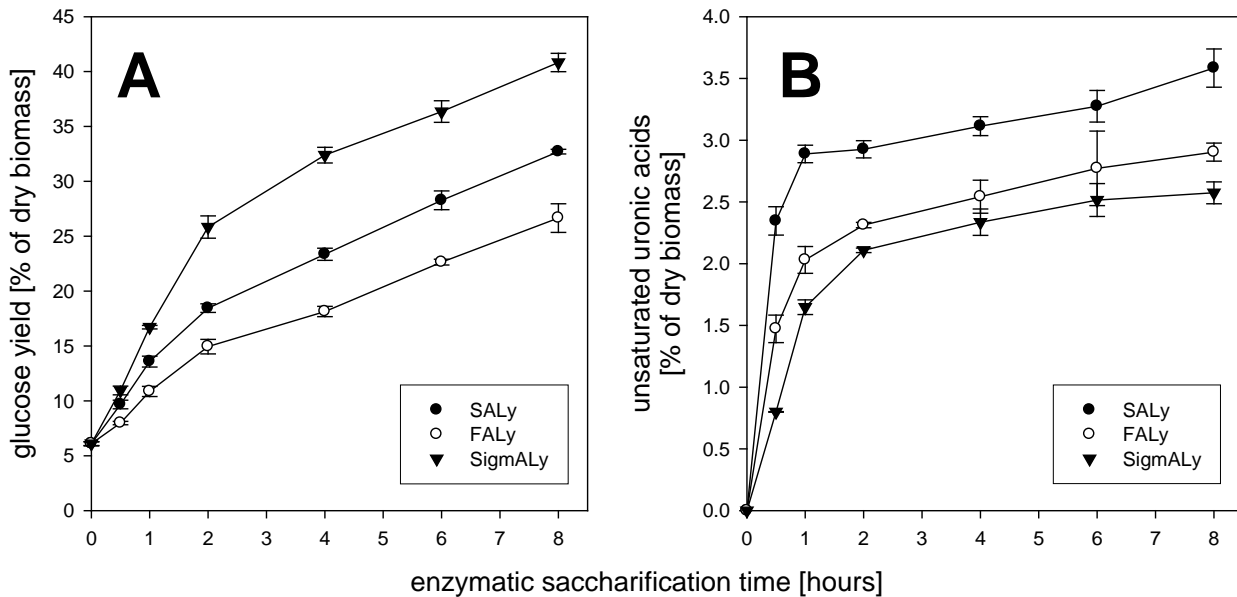 A
glucose yield [% of dry biomass]
45
40
35
30
25
20
15
10
5
0
0 1 2 3 4 5 6 7 8
SALy
FALy
SigmALy
B
unsaturated uronic acids
[% of dry biomass]
4.0
3.5
3.0
2.5
2.0
1.5
1.0
0.5
0.0
0 1 2 3 4 5 6 7 8
SALy
FALy
SigmALy
enzymatic saccharification time [hours]